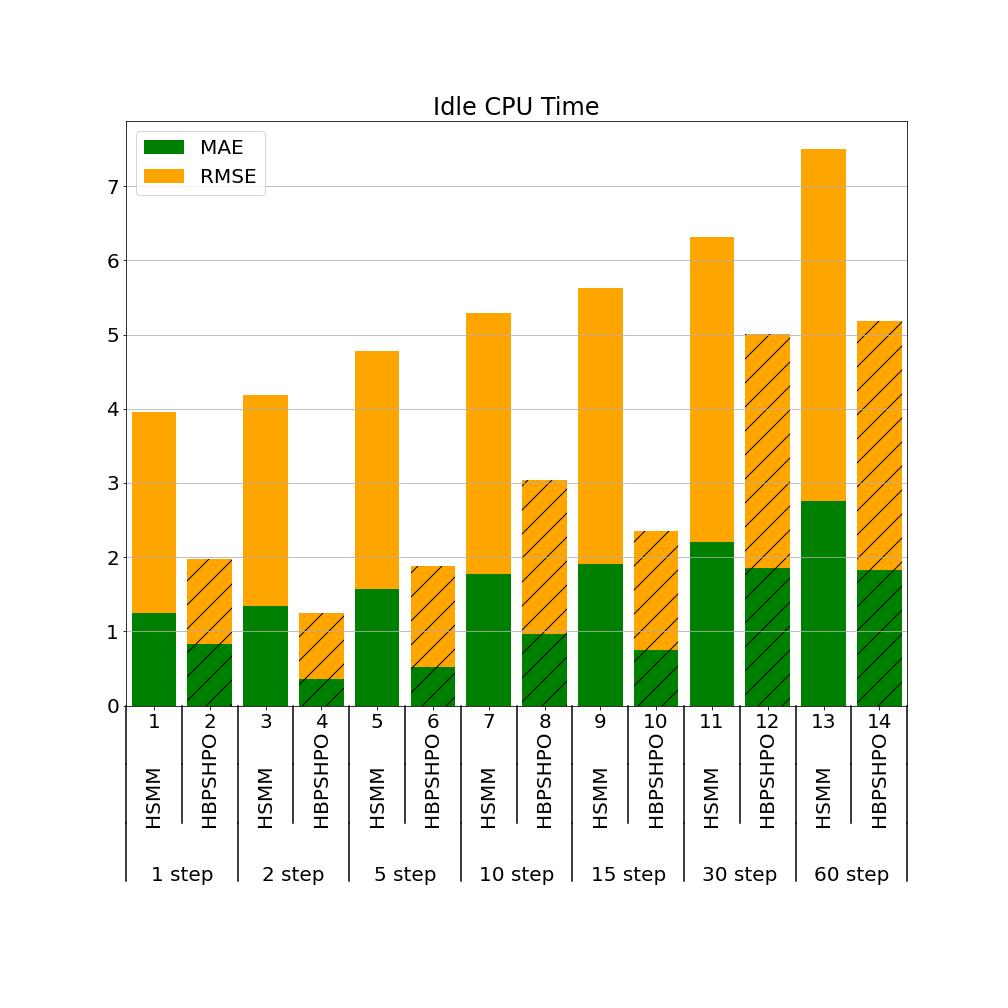 Idle CPU Time
MAE
RMSE
7
6
5
4
3
2
1
0
1 2 3 4 5 6 7 8 9 10 11 12 13 14
HSMM HBPSHPO HSMM HBPSHPO HSMM HBPSHPO HSMM HBPSHPO HSMM HBPSHPO HSMM HBPSHPO HSMM HBPSHPO
1 step 2 step 5 step 10 step 15 step 30 step 60 step